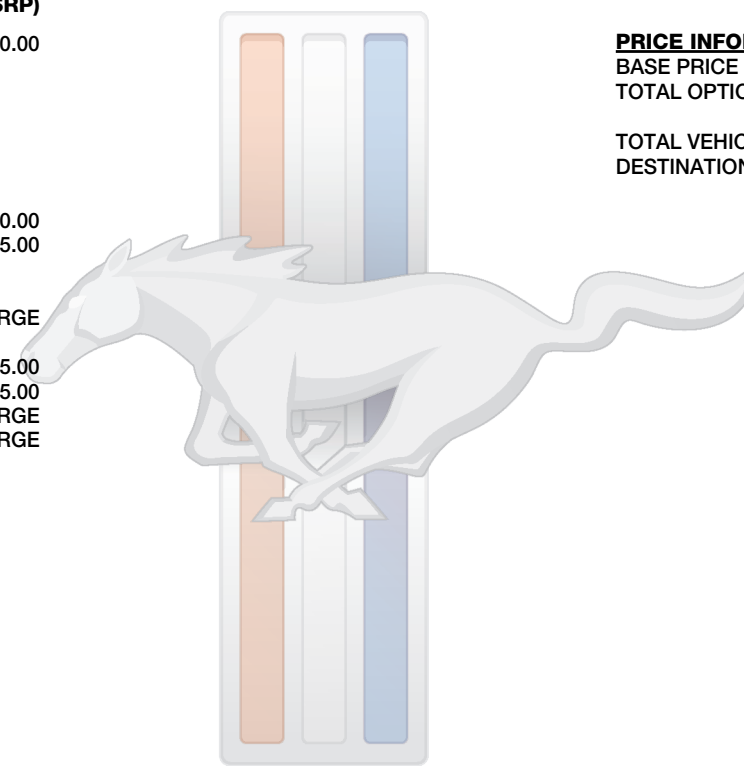 SRP)
0.00
0.00
5.00
RGE
5.00
5.00
RGE
RGE
PRICE INFO
BASE PRICE
TOTAL OPTIO
TOTAL VEHIC
DESTINATION